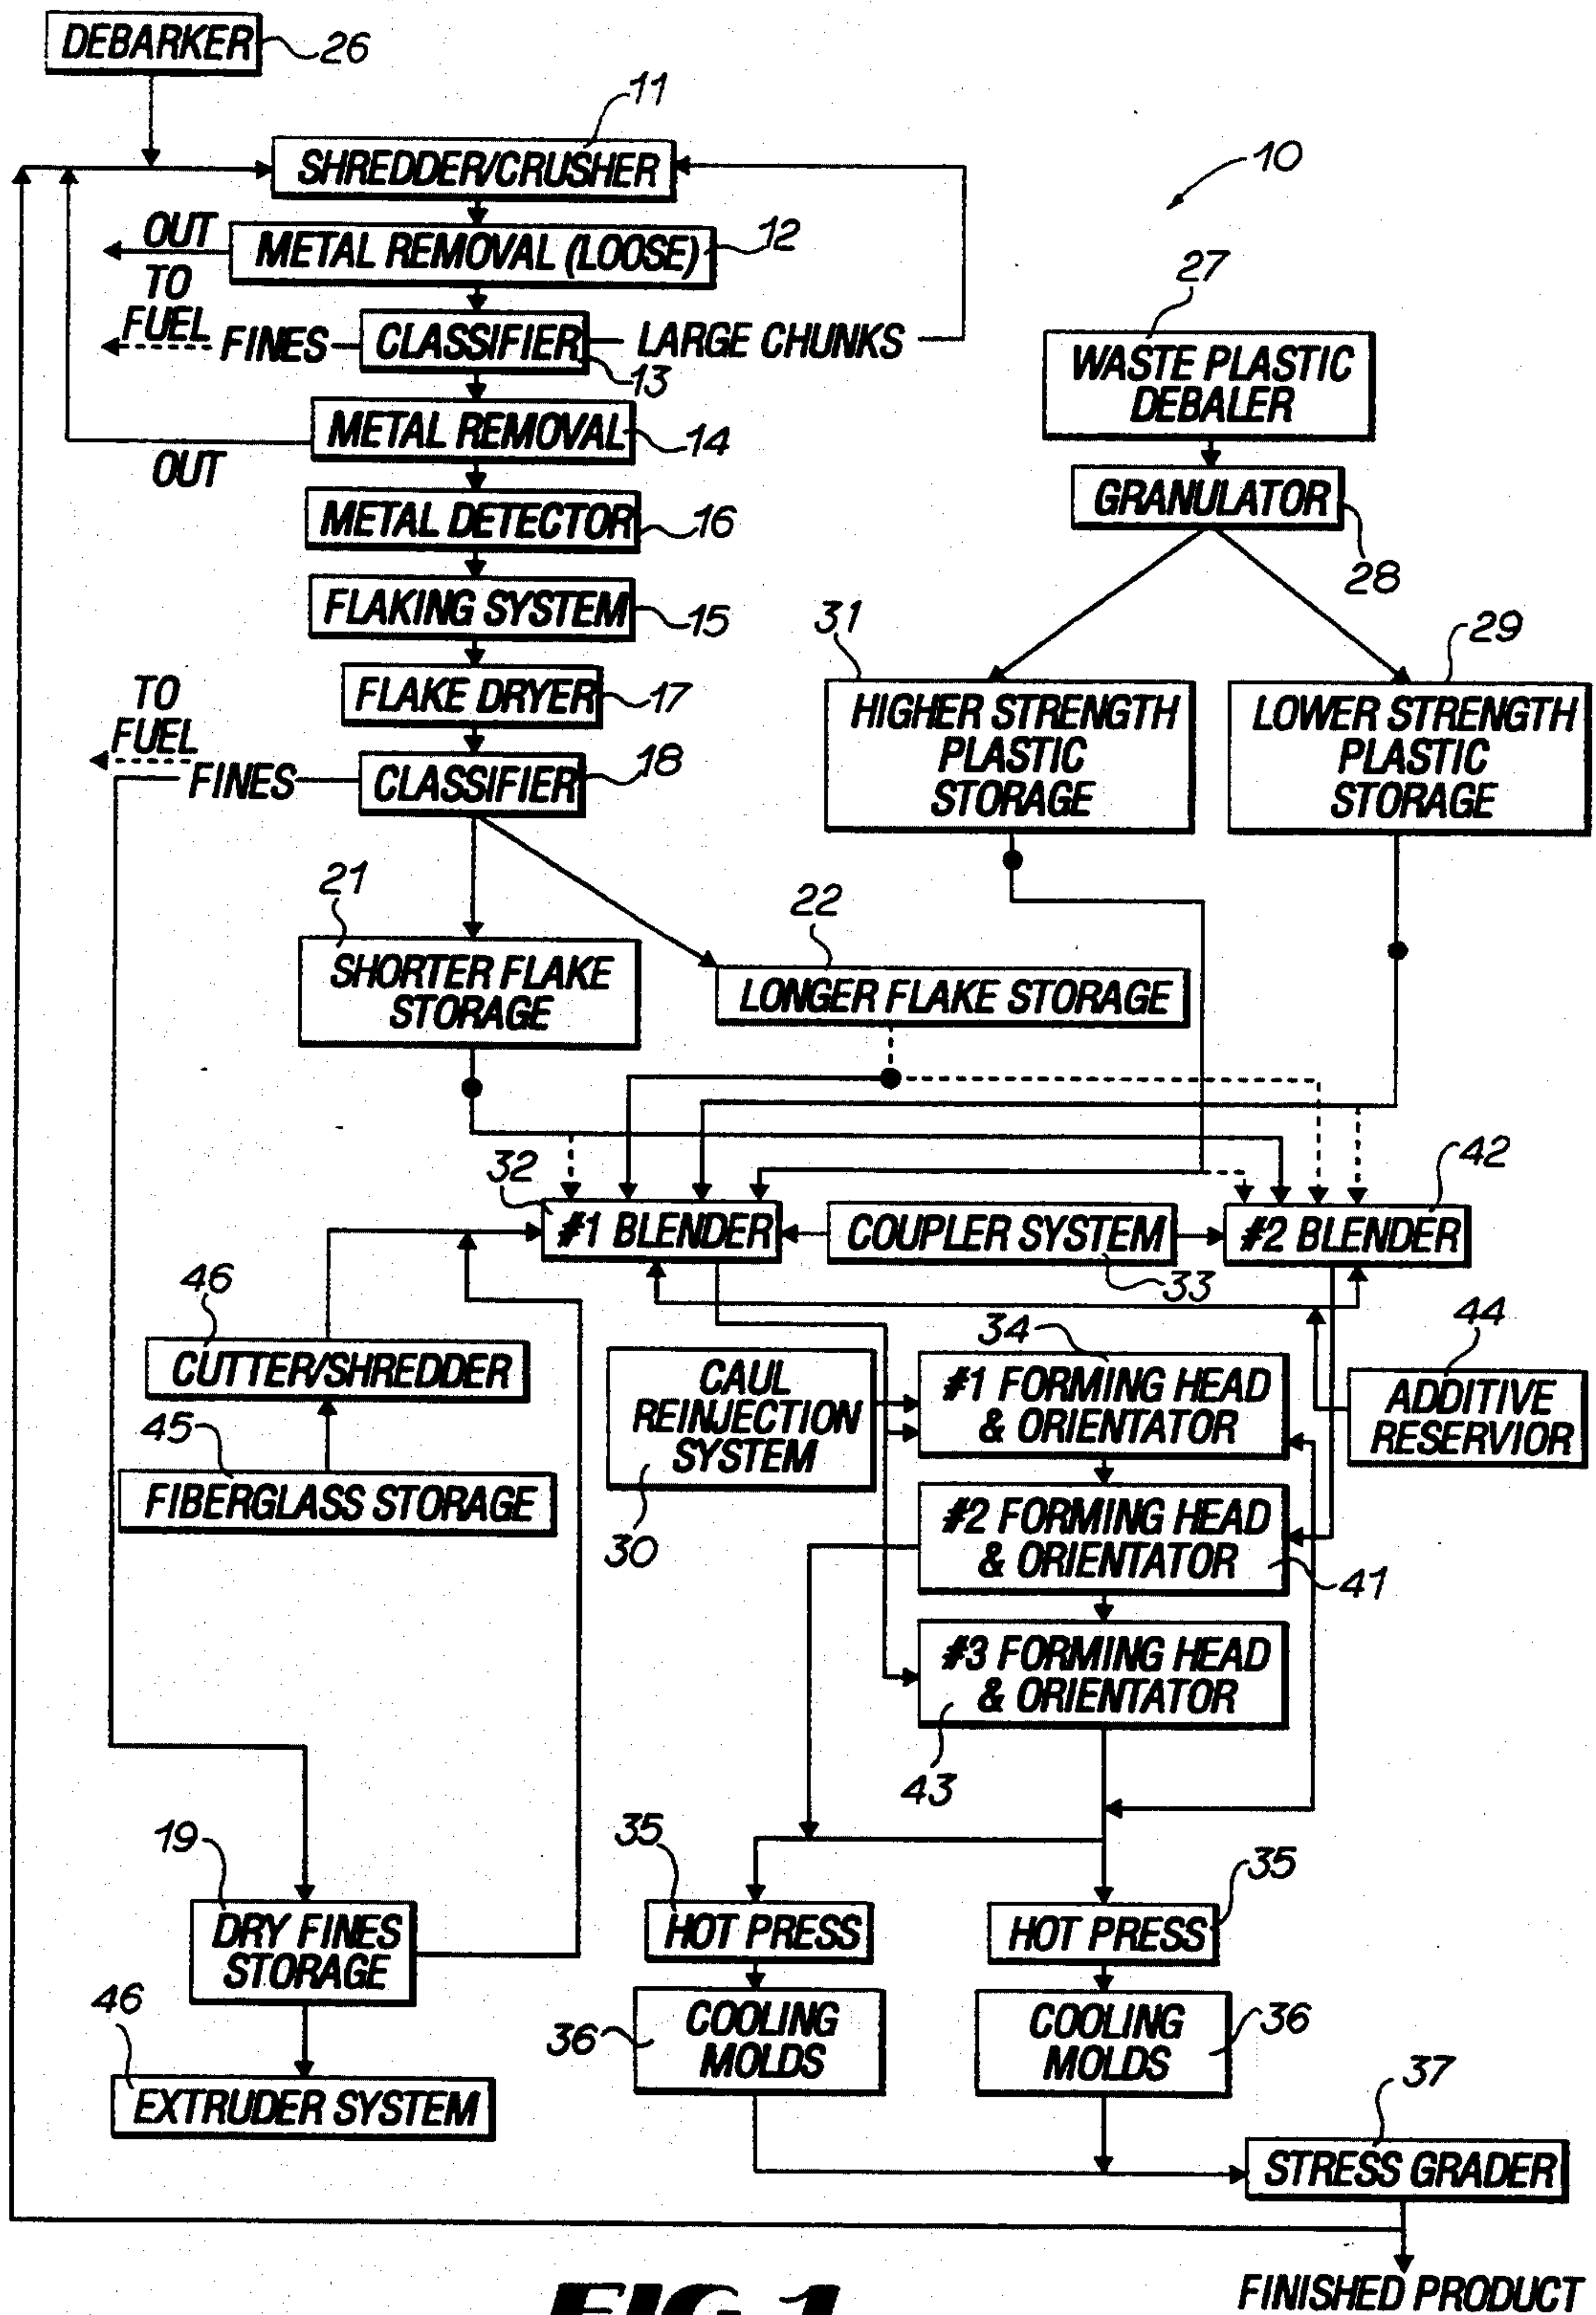 DEBARKER
26
11
SHREDDER/CRUSHER
10
OUT
METAL REMOVAL (LOOSE)
12
TO
FUEL
FINES
CLASSIFIER
LARGE CHUNKS
13
27
WASTE PLASTIC
DEBALER
METAL REMOVAL
14
OUT
GRANULATOR
28
METAL DETECTOR
16
FLAKING SYSTEM
15
31
29
FLAKE DRYER
17
HIGHER STRENGTH
PLASTIC
STORAGE
LOWER STRENGTH
PLASTIC
STORAGE
TO
FUEL
FINES
CLASSIFIER
18
21
22
SHORTER FLAKE
STORAGE
LONGER FLAKE STORAGE
32
42
#1 BLENDER
COUPLER SYSTEM
33
#2 BLENDER
46
CUTTER/SHREDDER
34
44
CAUL
REINJECTION
SYSTEM
30
#1 FORMING HEAD
& ORIENTATOR
ADDITIVE
RESERVIOR
45
FIBERGLASS STORAGE
#2 FORMING HEAD
& ORIENTATOR
41
#3 FORMING HEAD
& ORIENTATOR
43
19
35
35
DRY FINES
STORAGE
HOT PRESS
HOT PRESS
46
EXTRUDER SYSTEM
36
COOLING
MOLDS
COOLING
MOLDS
36
37
STRESS GRADER
FINISHED PRODUCT
FIG 1